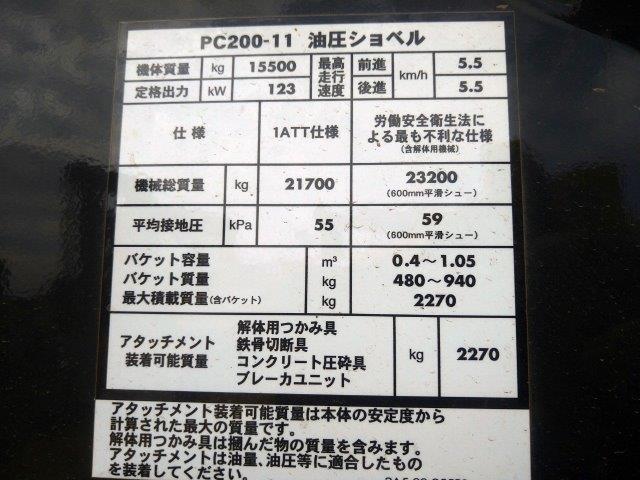 PC200-11 油圧ショベル
機体質量 kg 15500 最高走行速度 前進 km/h 5.5
定格出力 kW 123 後進 5.5
仕様 1ATT仕様 労働安全衛生法による最も不利な仕様 (含解体用機械)
機械総質量 kg 21700 23200 (600mm平滑シュー)
平均接地圧 kPa 55 59 (600mm平滑シュー)
バケット容量 m³ 0.4～1.05
バケット質量 kg 480～940
最大積載質量(含バケット) kg 2270
アタッチメント装着可能質量 解体用つかみ具 kg 2270
鉄骨切断具
コンクリート圧砕具
ブレーカユニット
アタッチメント装着可能質量は本体の安定度から
計算された最大の質量です。
解体用つかみ具は掴んだ物の質量を含みます。
アタッチメントは油量、油圧等に適合したもの
を装着してください。